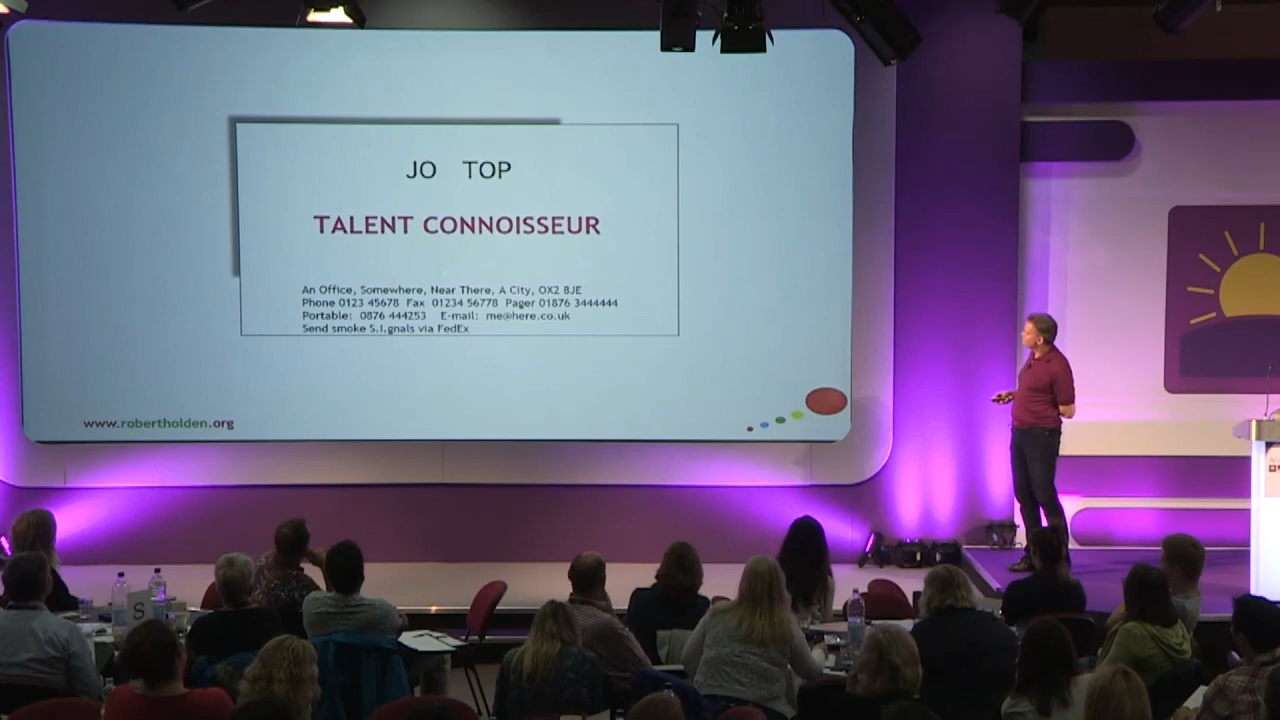 JO TOP
TALENT CONNOISSEUR
An Office, Somewhere, Near There, A City, OX2 8JE
Phone 0123 45678 Fax 01234 56778 Pager 01876 3444444
Portable: 0876 444253 E-mail: me@here.co.uk
Send smoke S.I.gnals via FedEx
www.robertholden.org
S